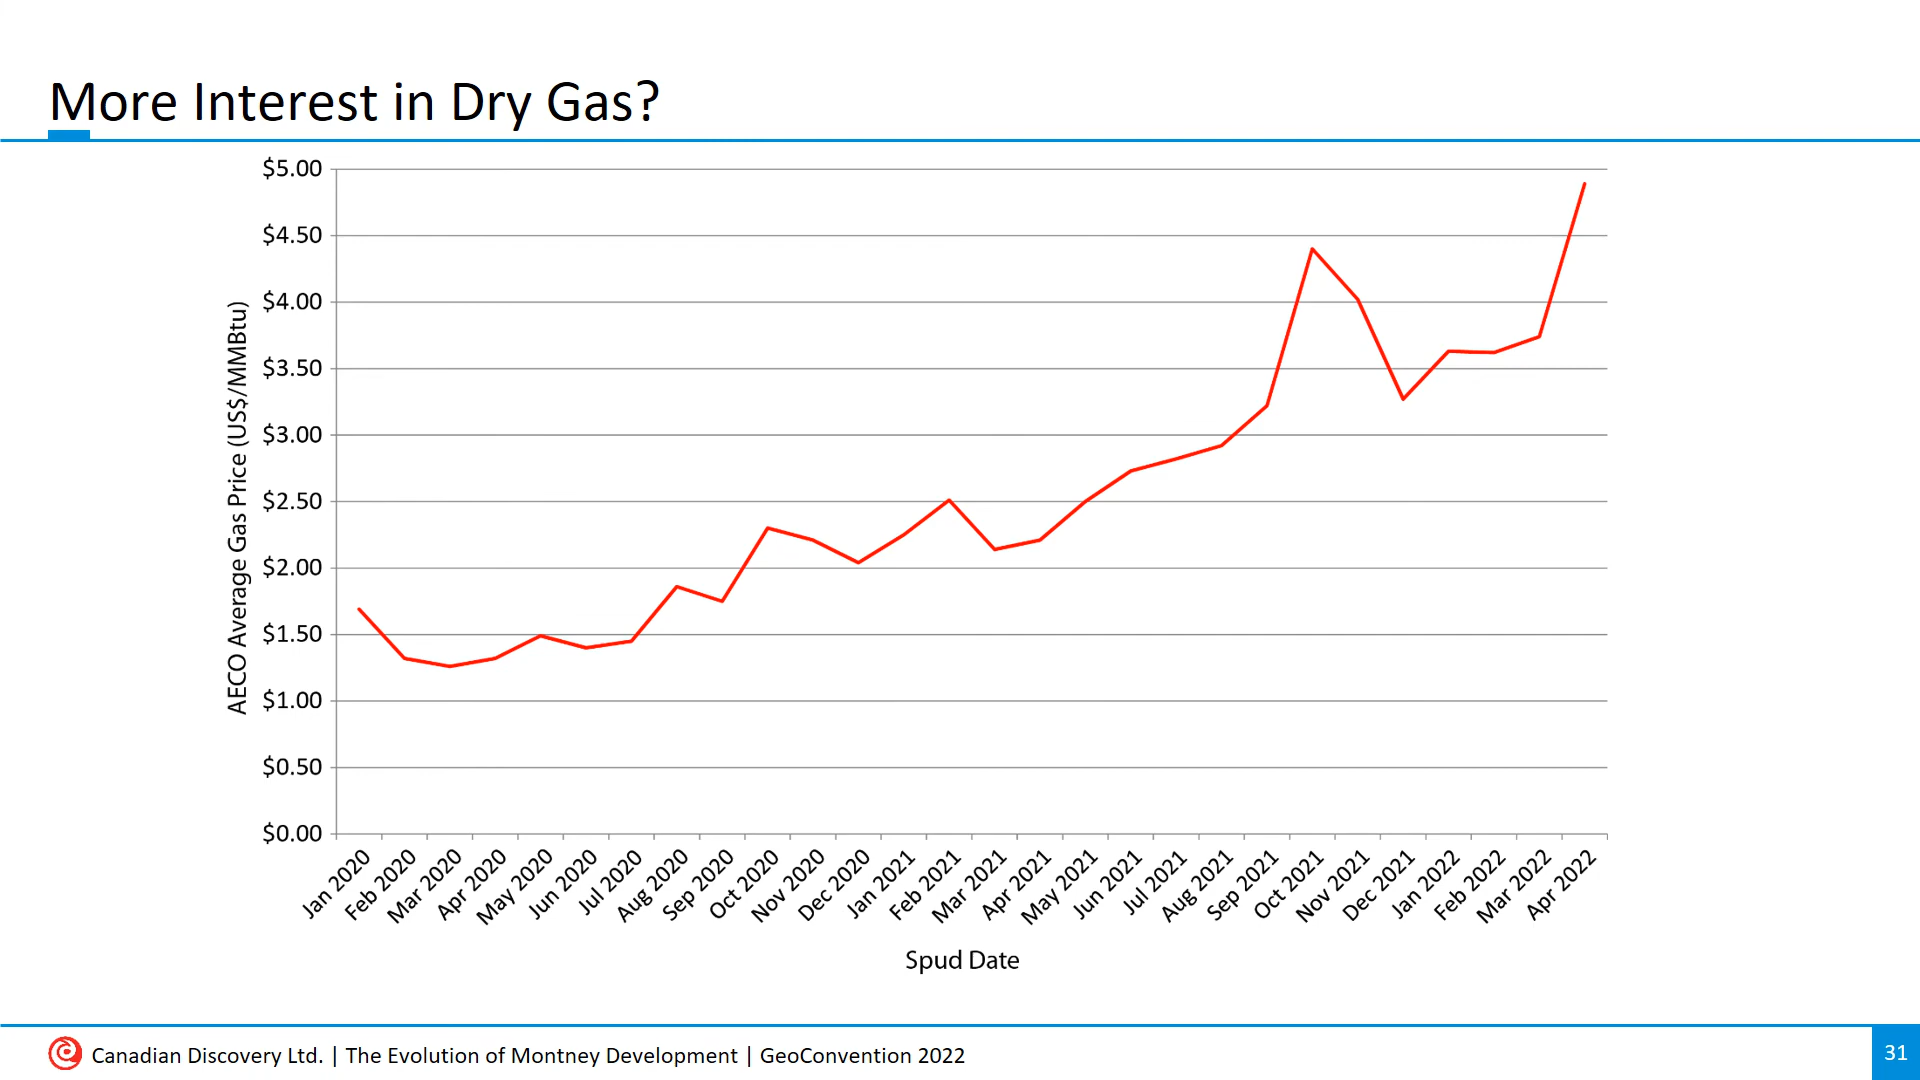 More Interest in Dry Gas?
$5.00
$4.50
$4.00
$3.50
$3.00
$2.50
$2.00
$1.50
$1.00
$0.50
$0.00
AECO Average Gas Price (US$/MMBtu)
Jan 2020
Feb 2020
Mar 2020
Apr 2020
May 2020
Jun 2020
Jul 2020
Aug 2020
Sep 2020
Oct 2020
Nov 2020
Dec 2020
Jan 2021
Feb 2021
Mar 2021
Apr 2021
May 2021
Jun 2021
Jul 2021
Aug 2021
Sep 2021
Oct 2021
Nov 2021
Dec 2021
Jan 2022
Feb 2022
Mar 2022
Apr 2022
Spud Date
Canadian Discovery Ltd. | The Evolution of Montney Development | GeoConvention 2022
31